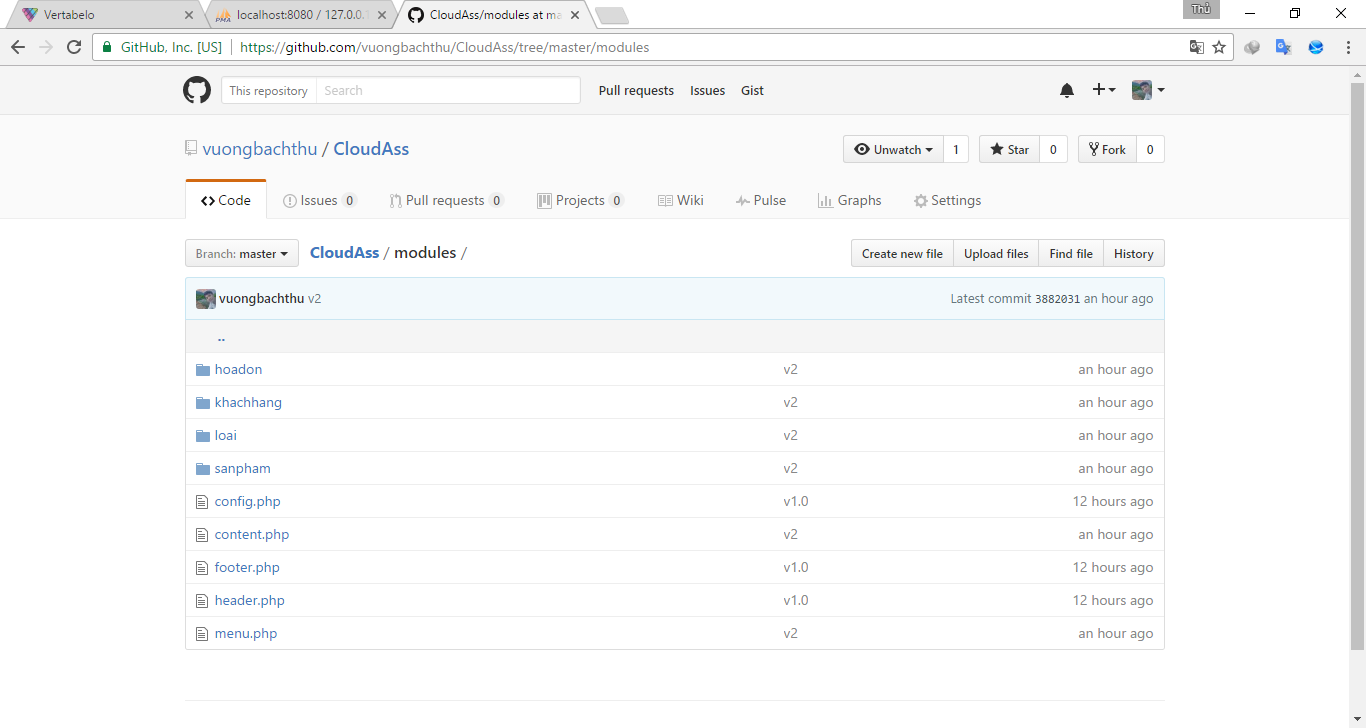 Vertabelo
localhost:8080 / 127.0.0.1
CloudAss/modules at ma
Thủ
GitHub, Inc. [US] https://github.com/vuongbachthu/CloudAss/tree/master/modules
This repository Search Pull requests Issues Gist
vuongbachthu / CloudAss
Unwatch 1 Star 0 Fork 0
Code Issues 0 Pull requests 0 Projects 0 Wiki Pulse Graphs Settings
Branch: master CloudAss / modules / Create new file Upload files Find file History
vuongbachthu v2 Latest commit 3882031 an hour ago
..
hoadon v2 an hour ago
khachhang v2 an hour ago
loai v2 an hour ago
sanpham v2 an hour ago
config.php v1.0 12 hours ago
content.php v2 an hour ago
footer.php v1.0 12 hours ago
header.php v1.0 12 hours ago
menu.php v2 an hour ago